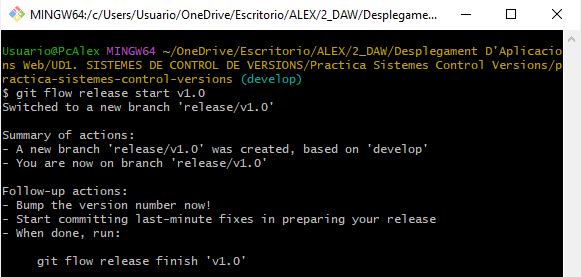 MINGW64:/c/Users/Usuario/OneDrive/Escritorio/ALEX/2_DAW/Desplegame...
Usuario@PcAlex MINGW64 ~/OneDrive/Escritorio/ALEX/2_DAW/Desplegament D'Aplicacio
ns Web/UD1. SISTEMES DE CONTROL DE VERSIONS/Practica Sistemes Control Versions/p
ractica-sistemes-control-versions (develop)
$ git flow release start v1.0
Switched to a new branch 'release/v1.0'
Summary of actions:
- A new branch 'release/v1.0' was created, based on 'develop'
- You are now on branch 'release/v1.0'
Follow-up actions:
- Bump the version number now!
- Start committing last-minute fixes in preparing your release
- When done, run:
git flow release finish 'v1.0'